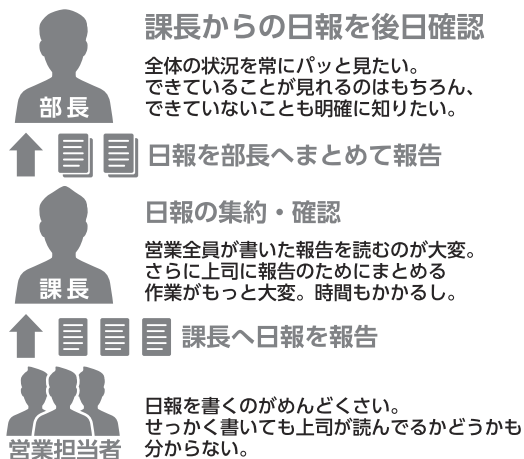 課長からの日報を後日確認
全体の状況を常にパッと見たい。
できていることが見れるのはもちろん、
できていないことも明確に知りたい。
部長
日報を部長へまとめて報告
日報の集約・確認
営業全員が書いた報告を読むのが大変。
さらに上司に報告のためにまとめる
作業がもっと大変。時間もかかるし。
課長
課長へ日報を報告
日報を書くのがめんどくさい。
せっかく書いても上司が読んでるかどうかも
分からない。
営業担当者